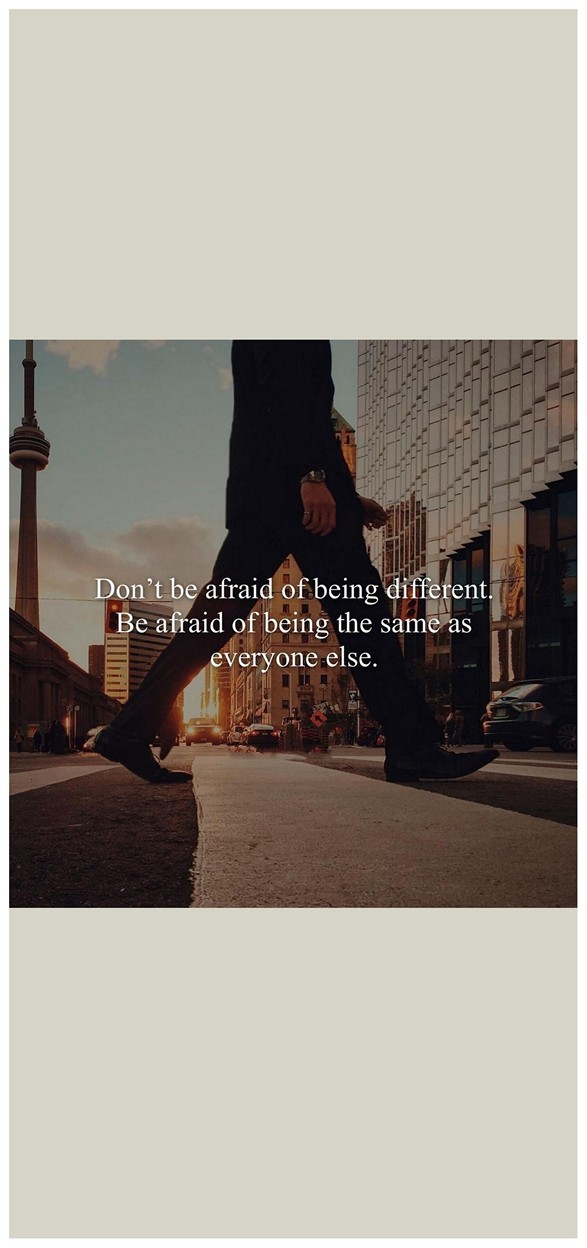 Don’t be afraid of being different.
Be afraid of being the same as
everyone else.